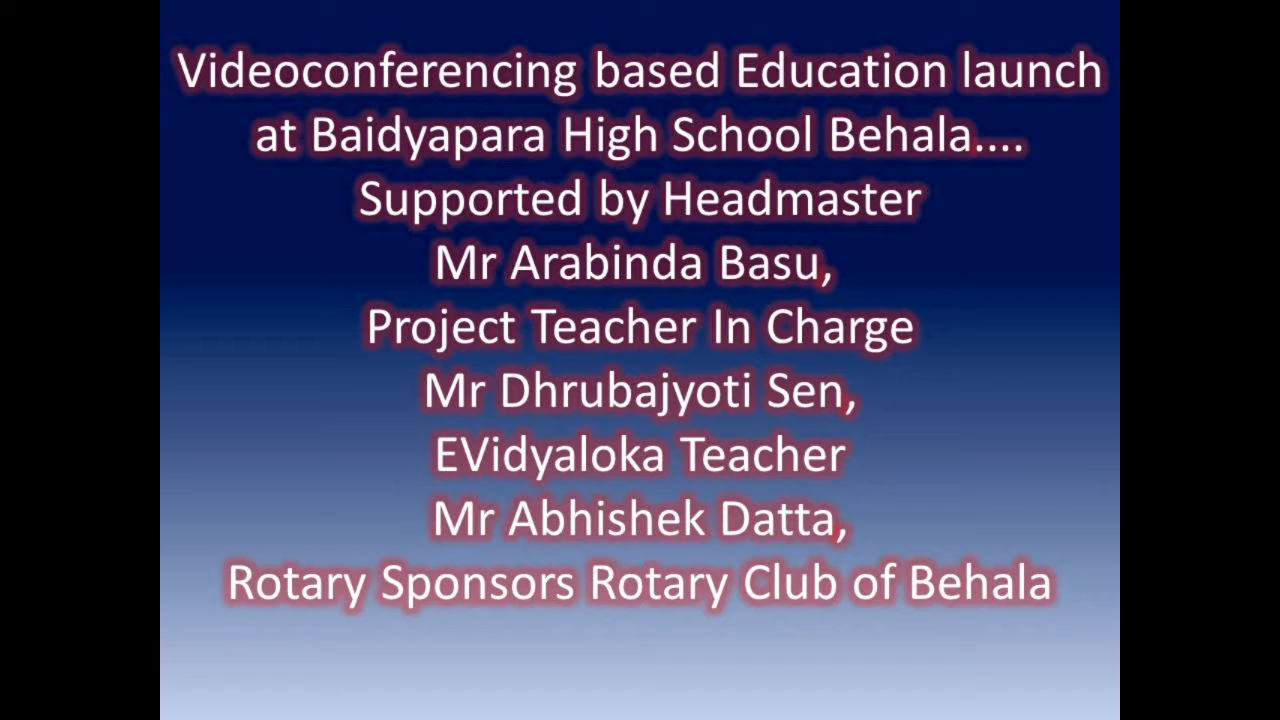 Videoconferencing based Education launch
at Baidyapara High School Behala....
Supported by Headmaster
Mr Arabinda Basu,
Project Teacher In Charge
Mr Dhrubajyoti Sen,
EVidyaloka Teacher
Mr Abhishek Datta,
Rotary Sponsors Rotary Club of Behala